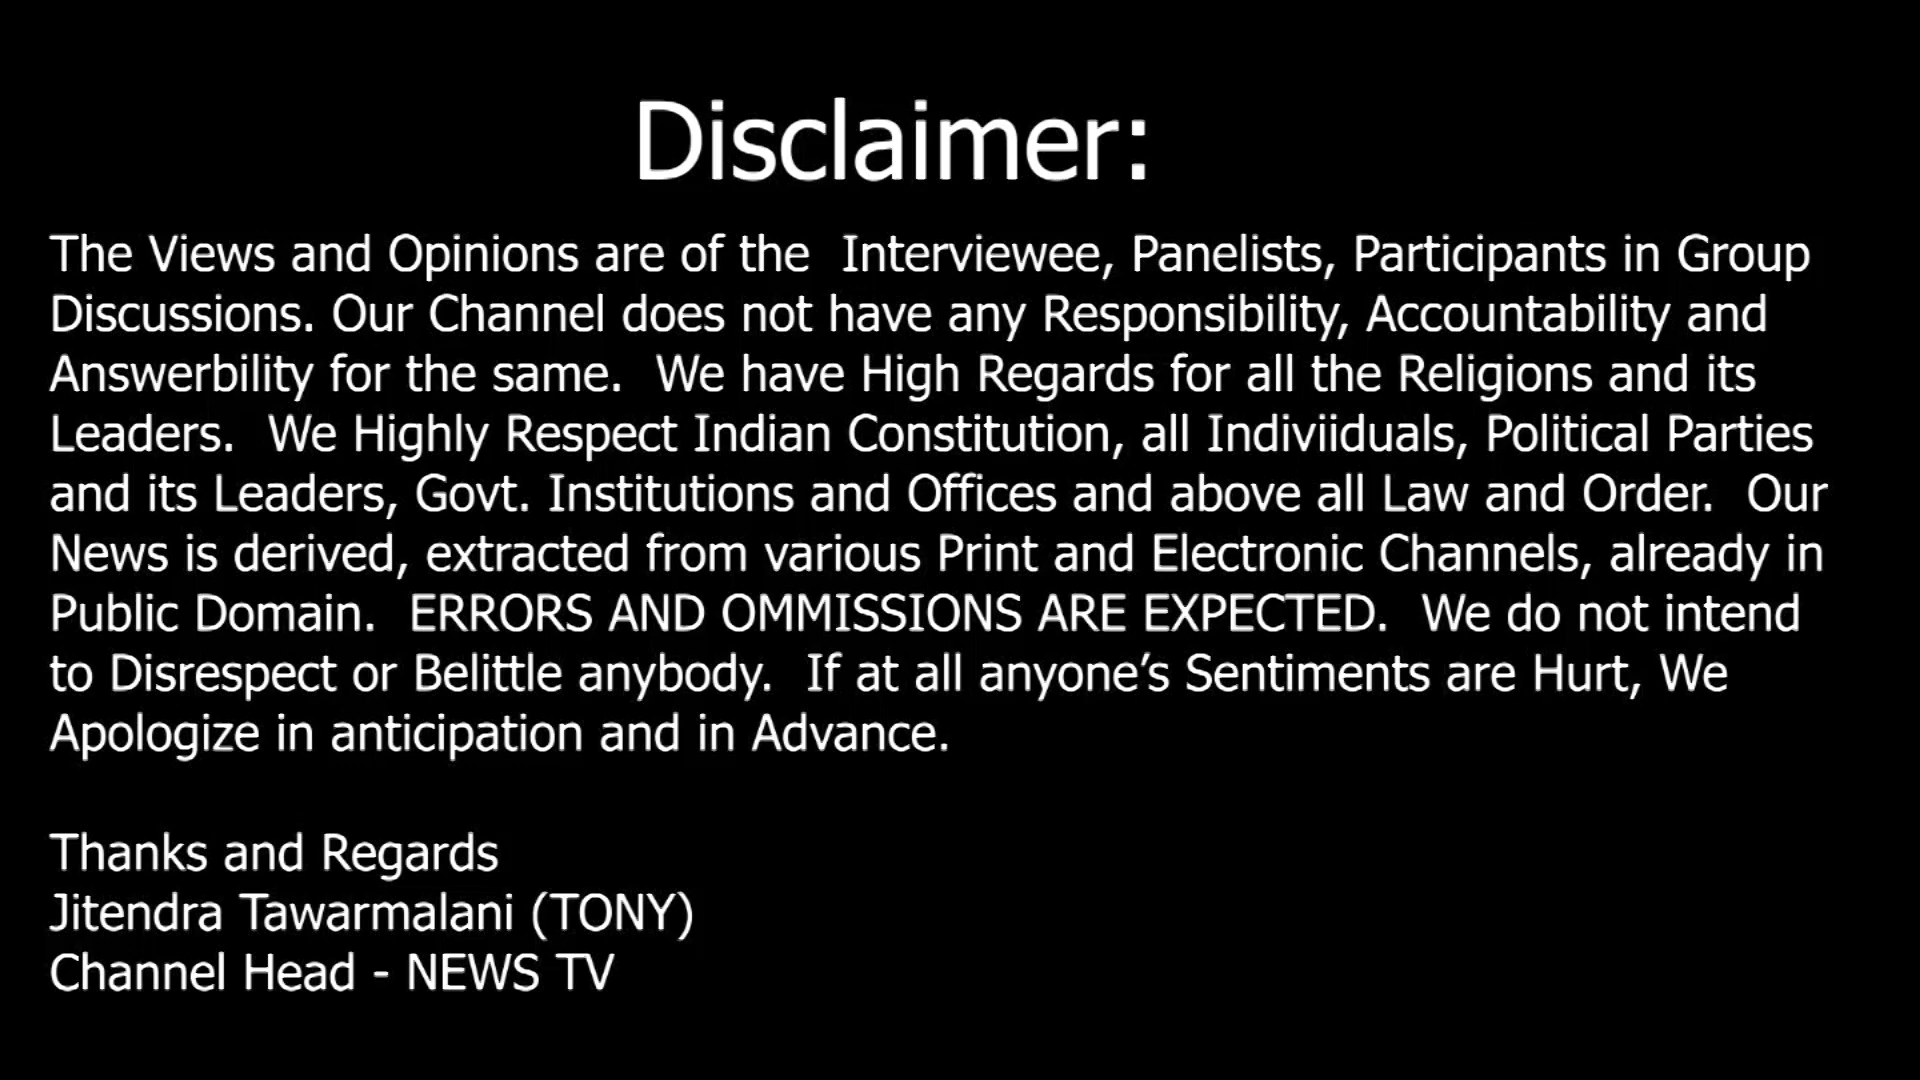 Disclaimer:
The Views and Opinions are of the  Interviewee, Panelists, Participants in Group
Discussions. Our Channel does not have any Responsibility, Accountability and
Answerbility for the same.  We have High Regards for all the Religions and its
Leaders.  We Highly Respect Indian Constitution, all Indiviiduals, Political Parties
and its Leaders, Govt. Institutions and Offices and above all Law and Order.  Our
News is derived, extracted from various Print and Electronic Channels, already in
Public Domain.  ERRORS AND OMMISSIONS ARE EXPECTED.  We do not intend
to Disrespect or Belittle anybody.  If at all anyone’s Sentiments are Hurt, We
Apologize in anticipation and in Advance.
Thanks and Regards
Jitendra Tawarmalani (TONY)
Channel Head - NEWS TV